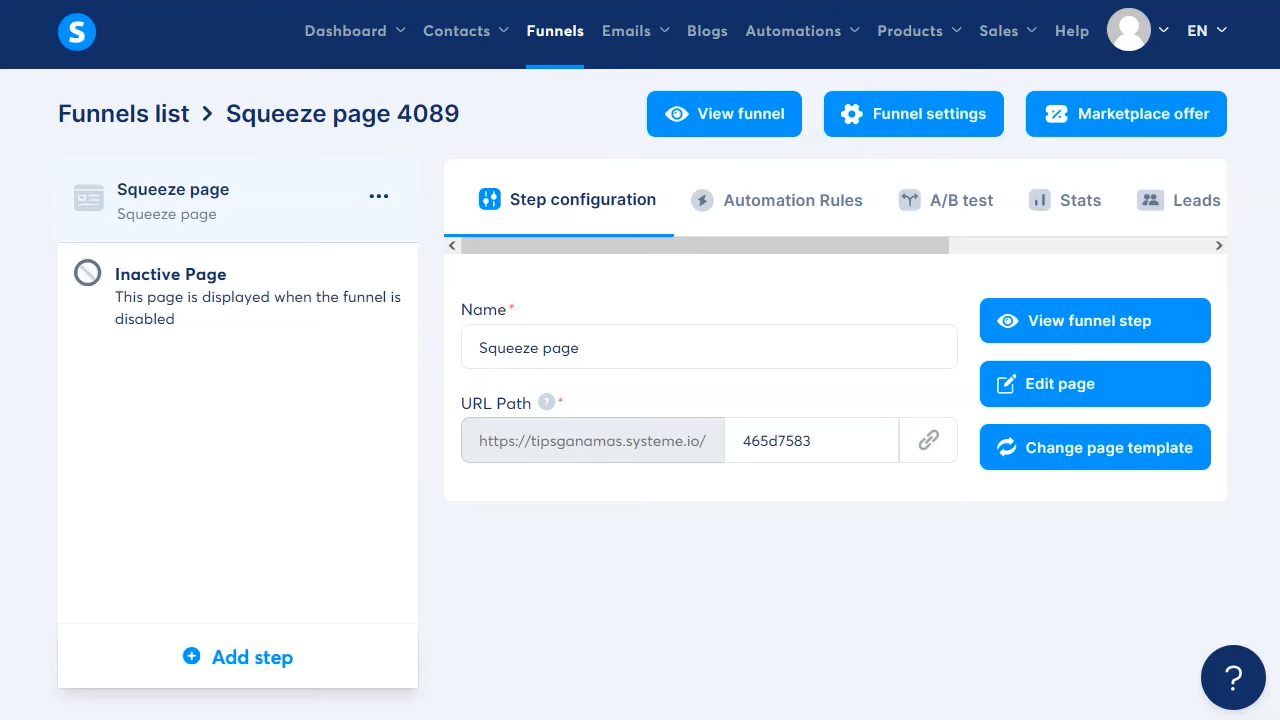 S Dashboard Contacts Funnels Emails Blogs Automations Products Sales Help EN
Funnels list > Squeeze page 4089 View funnel Funnel settings Marketplace offer
Squeeze page
Squeeze page
Inactive Page
This page is displayed when the funnel is
disabled
Add step
Step configuration Automation Rules A/B test Stats Leads
Name*
Squeeze page
URL Path ? *
https://tipsganamas.systeme.io/ 465d7583
View funnel step
Edit page
Change page template
?